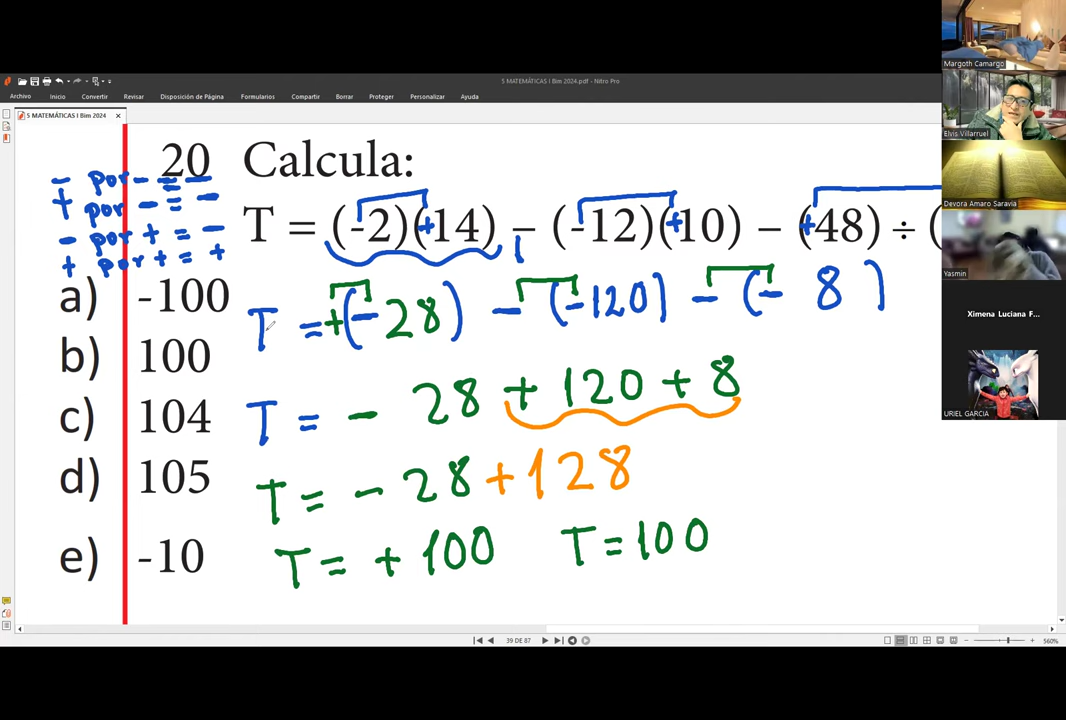 5 MATEMÁTICAS I Bim 2024.pdf - Nitro Pro
Archivo Inicio Convertir Revisar Disposición de Página Formularios Compartir Borrar Proteger Personalizar Ayuda
5 MATEMÁTICAS I Bim 2024 ×
Margoth Camargo
Elvis Villarruel
Devora Amaro Saravia
Yasmin
Ximena Luciana F...
URIEL GARCIA
20 Calcula:
- por - = -
+ por - = -
- por + = -
+ por + = +
T = (-2)(+14) – (-12)(+10) – (+48) ÷ (
a) -100
b) 100
c) 104
d) 105
e) -10
T = +(-28) - (-120) - (- 8)
T = - 28 + 120 + 8
T = - 28 + 128
T = + 100 T = 100
39 DE 87
560%